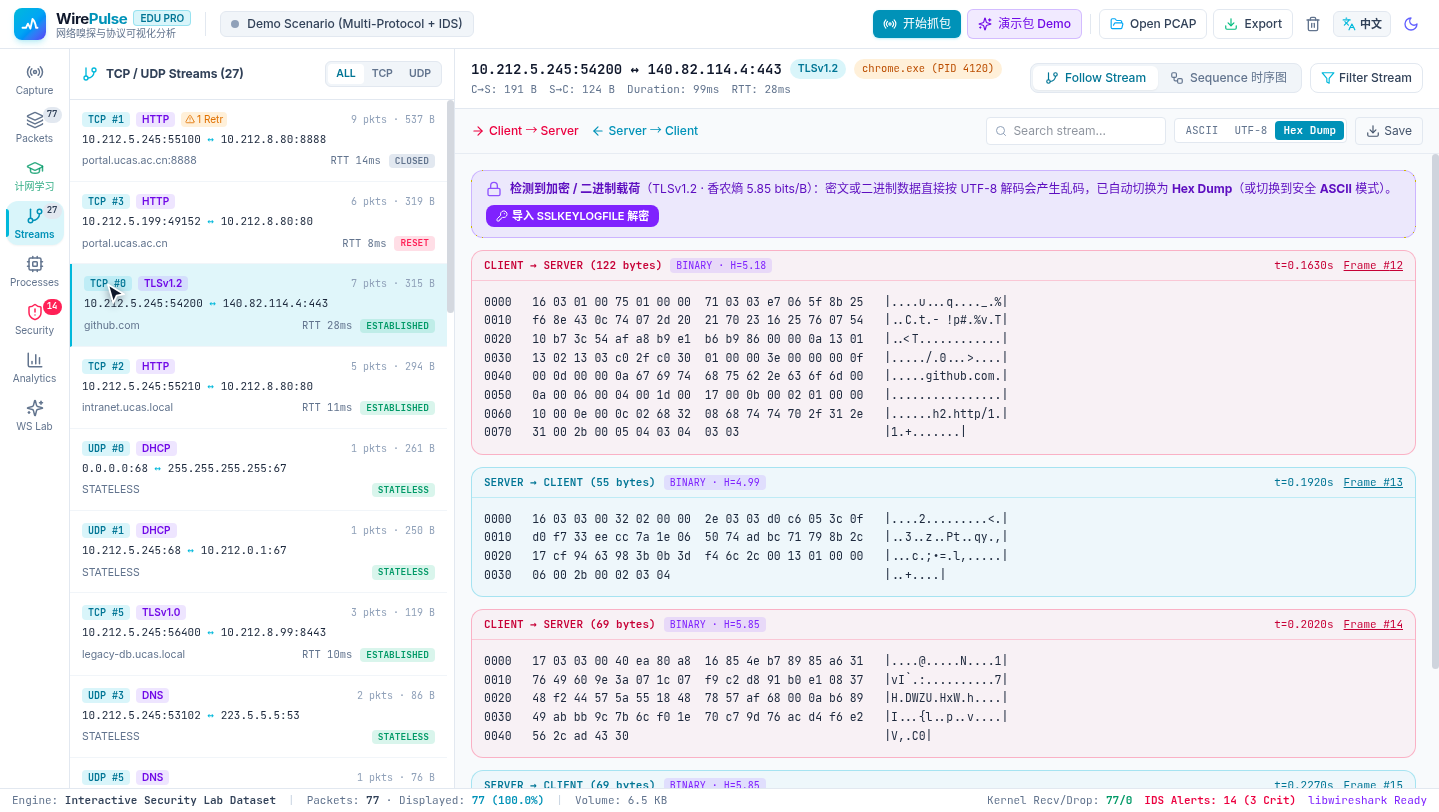 WirePulse EDU PRO
网络嗅探与协议可视化分析
Demo Scenario (Multi-Protocol + IDS)
开始抓包
演示包 Demo
Open PCAP
Export
中文
Capture
77
Packets
计网学习
27
Streams
Processes
14
Security
Analytics
WS Lab
TCP / UDP Streams (27)
ALL TCP UDP
TCP #1 HTTP 1 Retr 9 pkts · 537 B
10.212.5.245:55100 ↔ 10.212.8.80:8888
portal.ucas.ac.cn:8888 RTT 14ms CLOSED
TCP #3 HTTP 6 pkts · 319 B
10.212.5.199:49152 ↔ 10.212.8.80:80
portal.ucas.ac.cn RTT 8ms RESET
TCP #0 TLSv1.2 7 pkts · 315 B
10.212.5.245:54200 ↔ 140.82.114.4:443
github.com RTT 28ms ESTABLISHED
TCP #2 HTTP 5 pkts · 294 B
10.212.5.245:55210 ↔ 10.212.8.80:80
intranet.ucas.local RTT 11ms ESTABLISHED
UDP #0 DHCP 1 pkts · 261 B
0.0.0.0:68 ↔ 255.255.255.255:67
STATELESS STATELESS
UDP #1 DHCP 1 pkts · 250 B
10.212.5.245:68 ↔ 10.212.0.1:67
STATELESS STATELESS
TCP #5 TLSv1.0 3 pkts · 119 B
10.212.5.245:56400 ↔ 10.212.8.99:8443
legacy-db.ucas.local RTT 10ms ESTABLISHED
UDP #3 DNS 2 pkts · 86 B
10.212.5.245:53102 ↔ 223.5.5.5:53
STATELESS STATELESS
UDP #5 DNS 1 pkts · 76 B
10.212.5.245:54200 ↔ 140.82.114.4:443 TLSv1.2 chrome.exe (PID 4120)
C→S: 191 B S→C: 124 B Duration: 99ms RTT: 28ms
Follow Stream
Sequence 时序图
Filter Stream
→ Client → Server ← Server → Client
Search stream...
ASCII UTF-8 Hex Dump
Save
检测到加密 / 二进制载荷（TLSv1.2 · 香农熵 5.85 bits/B）：密文或二进制数据直接按 UTF-8 解码会产生乱码，已自动切换为 Hex Dump（或切换到安全 ASCII 模式）。
导入 SSLKEYLOGFILE 解密
CLIENT → SERVER (122 bytes) BINARY · H=5.18 t=0.1630s Frame #12
0000 16 03 01 00 75 01 00 00 71 03 03 e7 06 5f 8b 25 |....u...q...._.%|
0010 f6 8e 43 0c 74 07 2d 20 21 70 23 16 25 76 07 54 |..C.t.- !p#.%v.T|
0020 10 b7 3c 54 af a8 b9 e1 b6 b9 86 00 00 0a 13 01 |..<T............|
0030 13 02 13 03 c0 2f c0 30 01 00 00 3e 00 00 00 0f |...../.0...>....|
0040 00 0d 00 00 0a 67 69 74 68 75 62 2e 63 6f 6d 00 |.....github.com.|
0050 0a 00 06 00 04 00 1d 00 17 00 0b 00 02 01 00 00 |................|
0060 10 00 0e 00 0c 02 68 32 08 68 74 74 70 2f 31 2e |......h2.http/1.|
0070 31 00 2b 00 05 04 03 04 03 03 |1.+.......|
SERVER → CLIENT (55 bytes) BINARY · H=4.99 t=0.1920s Frame #13
0000 16 03 03 00 32 02 00 00 2e 03 03 d0 c6 05 3c 0f |....2.........<.|
0010 d0 f7 33 ee cc 7a 1e 06 50 74 ad bc 71 79 8b 2c |..3..z..Pt..qy.,|
0020 17 cf 94 63 98 3b 0b 3d f4 6c 2c 00 13 01 00 00 |...c.;•=.l,.....|
0030 06 00 2b 00 02 03 04 |..+....|
CLIENT → SERVER (69 bytes) BINARY · H=5.85 t=0.2020s Frame #14
0000 17 03 03 00 40 ea 80 a8 16 85 4e b7 89 85 a6 31 |....@.....N....1|
0010 76 49 60 9e 3a 07 1c 07 f9 c2 d8 91 b0 e1 08 37 |vI`.:..........7|
0020 48 f2 44 57 5a 55 18 48 78 57 af 68 00 0a b6 89 |H.DWZU.HxW.h....|
0030 49 ab bb 9c 7b 6c f0 1e 70 c7 9d 76 ac d4 f6 e2 |I...{l..p..v....|
0040 56 2c ad 43 30 |V,.C0|
SERVER → CLIENT (69 bytes) BINARY · H=5.85 t=0.2270s Frame #15
Engine: Interactive Security Lab Dataset | Packets: 77 · Displayed: 77 (100.0%) | Volume: 6.5 KB
Kernel Recv/Drop: 77/0 IDS Alerts: 14 (3 Crit) libwireshark Ready